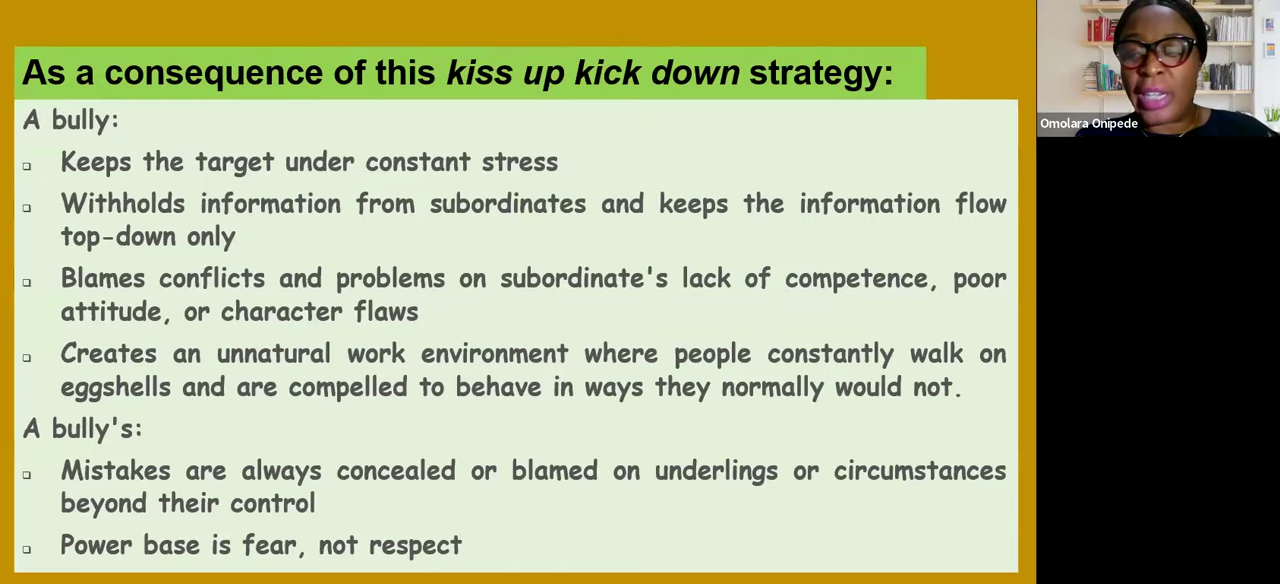 As a consequence of this kiss up kick down strategy:
A bully:
Keeps the target under constant stress
Withholds information from subordinates and keeps the information flow
top-down only
Blames conflicts and problems on subordinate's lack of competence, poor
attitude, or character flaws
Creates an unnatural work environment where people constantly walk on
eggshells and are compelled to behave in ways they normally would not.
A bully's:
Mistakes are always concealed or blamed on underlings or circumstances
beyond their control
Power base is fear, not respect
Omolara Onipede